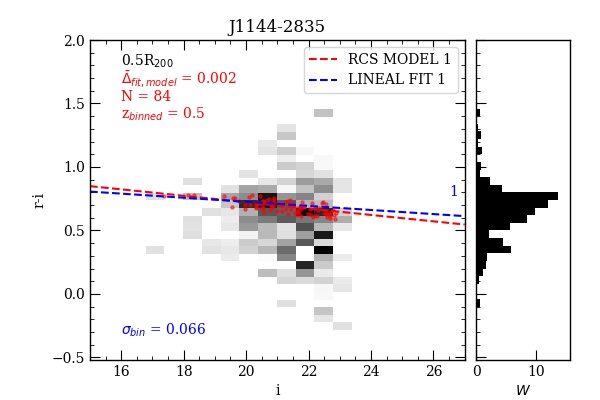 J1144-2835
0.5R200
Δ̄fit,model = 0.002
N = 84
zbinned = 0.5
RCS MODEL 1
LINEAL FIT 1
1
σbin = 0.066
2.0
1.5
1.0
0.5
0.0
−0.5
r-i
16 18 20 22 24 26
i
0 10
W